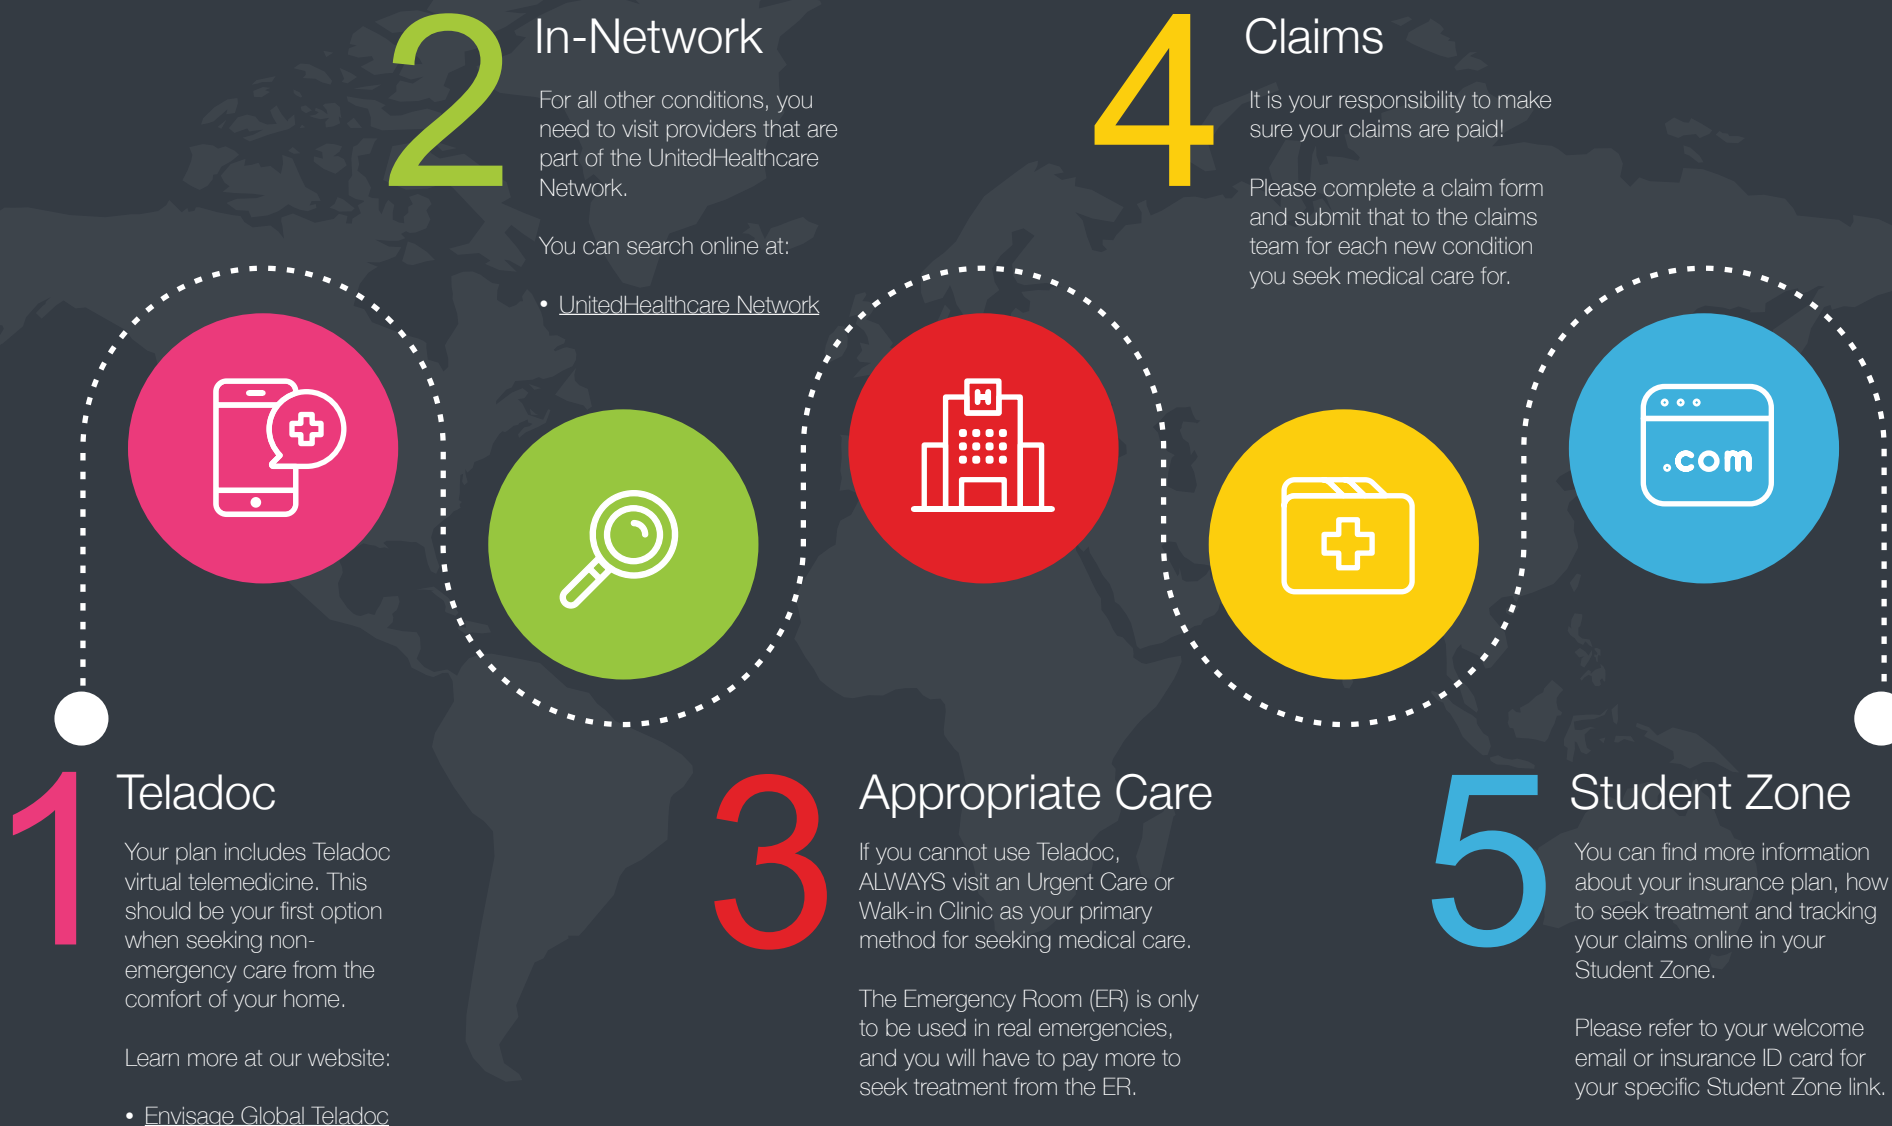 1
Teladoc
Your plan includes Teladoc
virtual telemedicine. This
should be your first option
when seeking non-
emergency care from the
comfort of your home.
Learn more at our website:
• Envisage Global Teladoc
2
In-Network
For all other conditions, you
need to visit providers that are
part of the UnitedHealthcare
Network.
You can search online at:
• UnitedHealthcare Network
3
Appropriate Care
If you cannot use Teladoc,
ALWAYS visit an Urgent Care or
Walk-in Clinic as your primary
method for seeking medical care.
The Emergency Room (ER) is only
to be used in real emergencies,
and you will have to pay more to
seek treatment from the ER.
H
4
Claims
It is your responsibility to make
sure your claims are paid!
Please complete a claim form
and submit that to the claims
team for each new condition
you seek medical care for.
5
Student Zone
You can find more information
about your insurance plan, how
to seek treatment and tracking
your claims online in your
Student Zone.
Please refer to your welcome
email or insurance ID card for
your specific Student Zone link.
.com